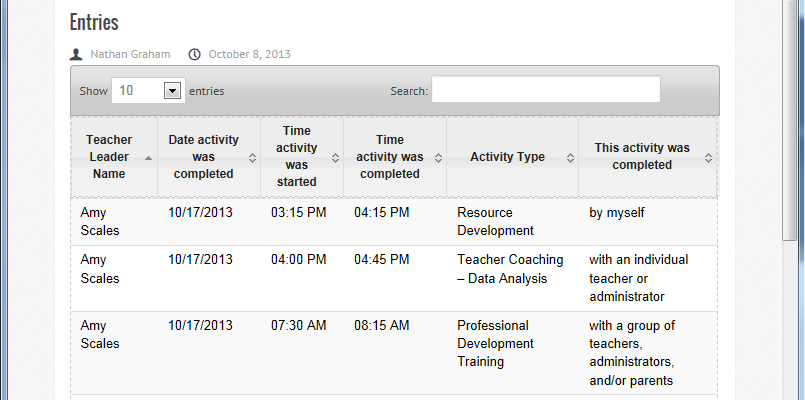 Entries
Nathan Graham October 8, 2013
Show 10 entries Search:
Teacher Leader Name
Date activity was completed
Time activity was started
Time activity was completed
Activity Type
This activity was completed
Amy Scales 10/17/2013 03:15 PM 04:15 PM Resource Development by myself
Amy Scales 10/17/2013 04:00 PM 04:45 PM Teacher Coaching – Data Analysis with an individual teacher or administrator
Amy Scales 10/17/2013 07:30 AM 08:15 AM Professional Development Training with a group of teachers, administrators, and/or parents